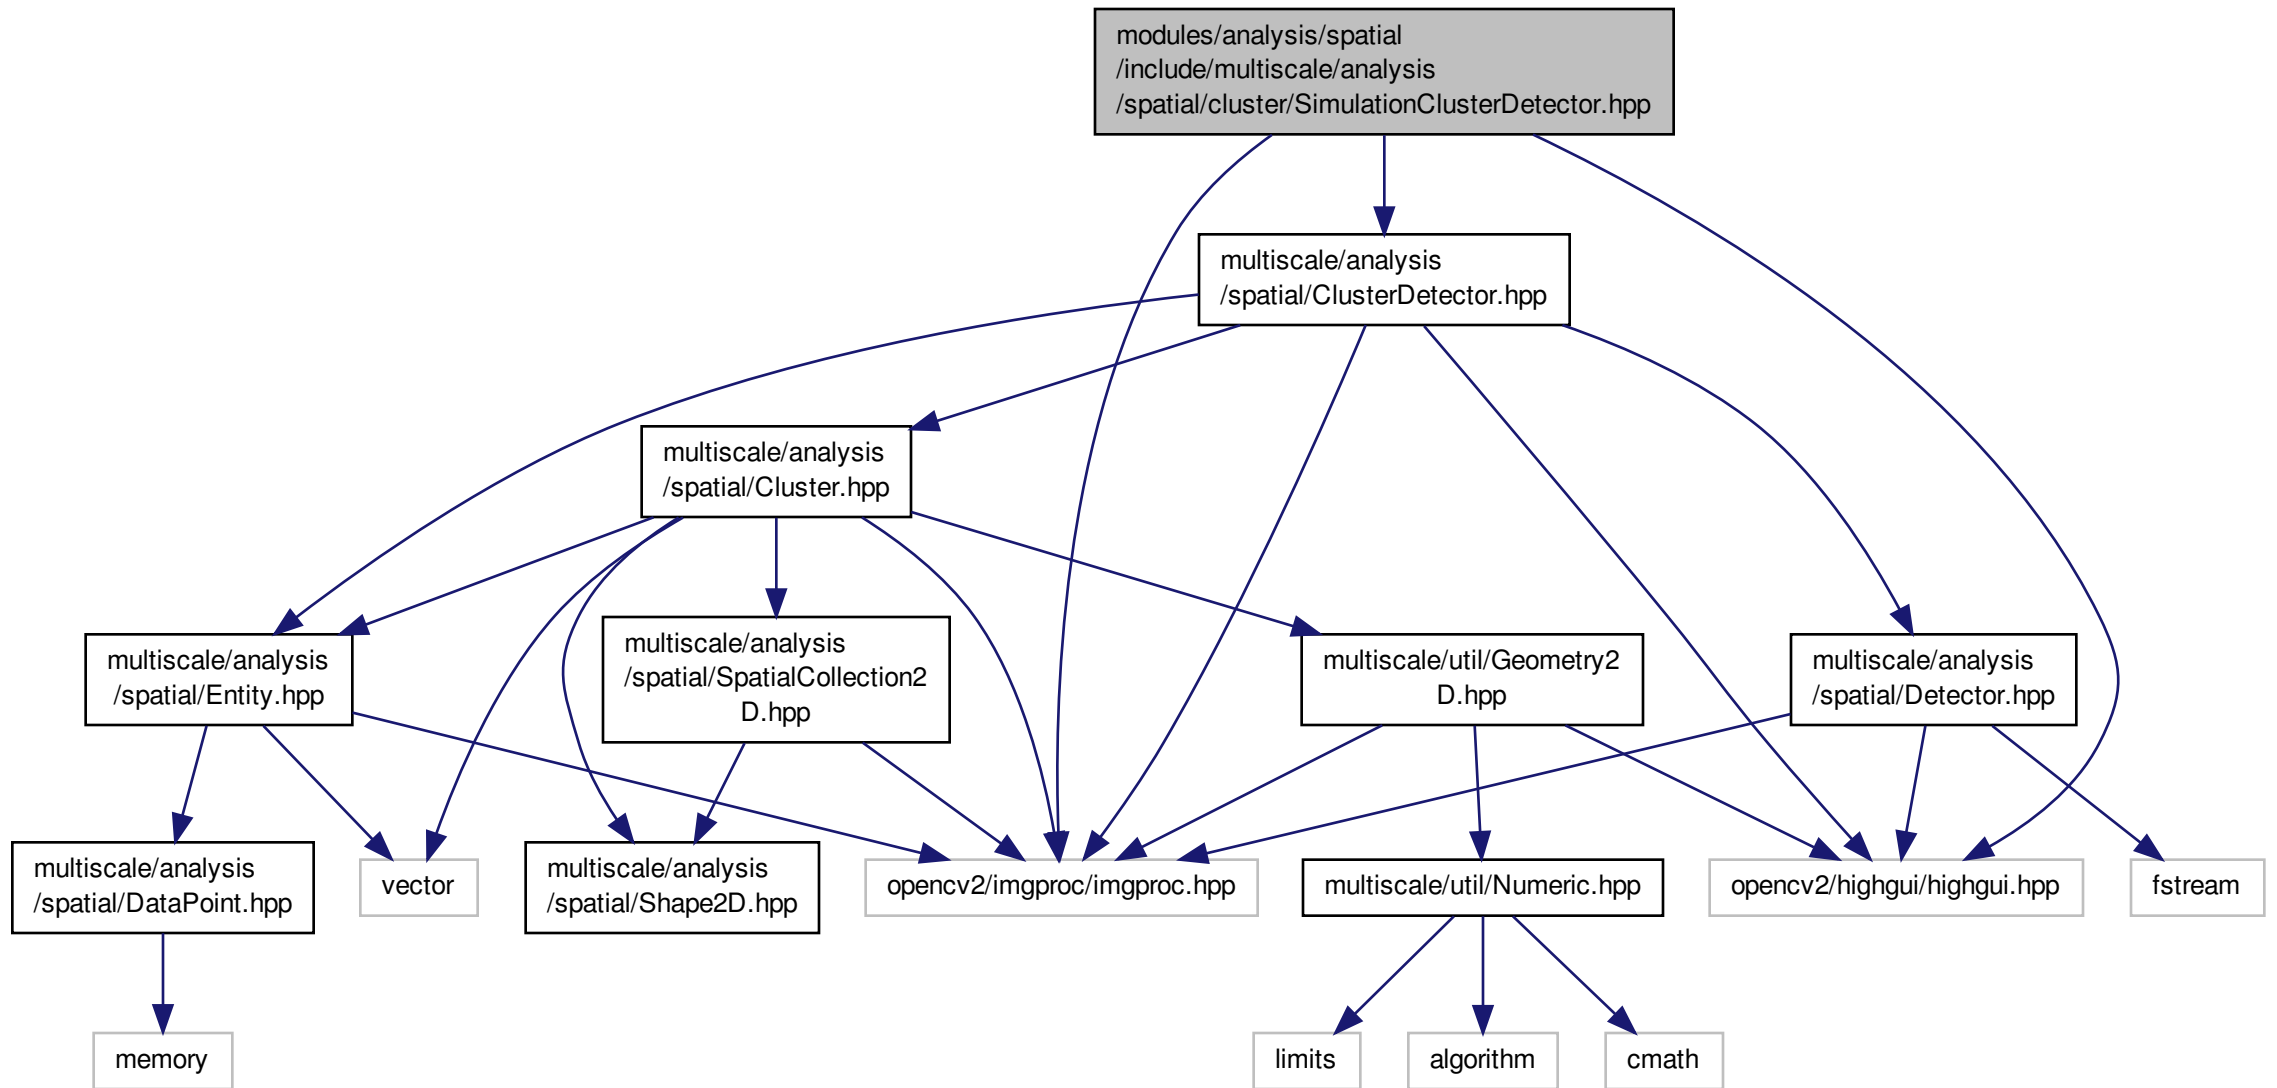 modules/analysis/spatial
/include/multiscale/analysis
/spatial/cluster/SimulationClusterDetector.hpp
multiscale/analysis
/spatial/ClusterDetector.hpp
multiscale/analysis
/spatial/Cluster.hpp
multiscale/analysis
/spatial/Entity.hpp
multiscale/analysis
/spatial/SpatialCollection2
D.hpp
multiscale/util/Geometry2
D.hpp
multiscale/analysis
/spatial/Detector.hpp
multiscale/analysis
/spatial/DataPoint.hpp
vector
multiscale/analysis
/spatial/Shape2D.hpp
opencv2/imgproc/imgproc.hpp
multiscale/util/Numeric.hpp
opencv2/highgui/highgui.hpp
fstream
memory
limits
algorithm
cmath